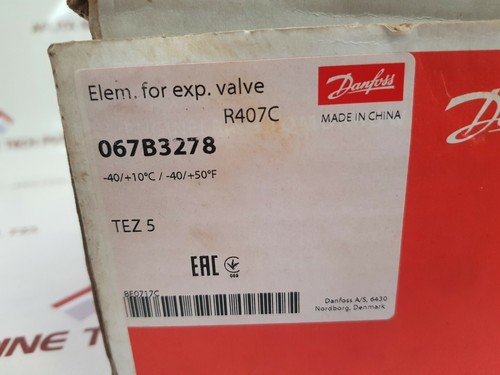 Elem. for exp. valve
R407C
Danfoss
MADE IN CHINA
067B3278
-40/+10°C / -40/+50°F
TEZ 5
EAC
BE0717C
Danfoss A/S, 6430
Nordborg, Denmark